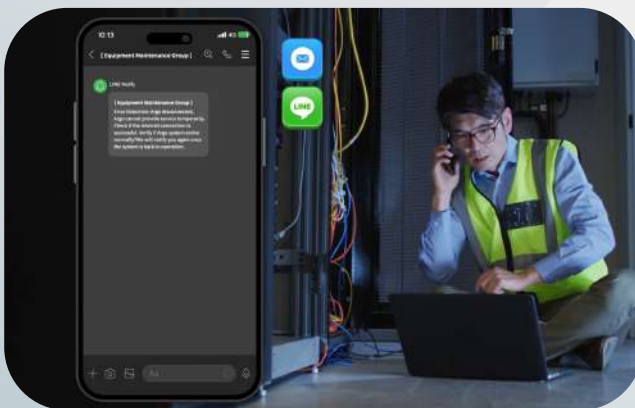 10:13
4G
[ Equipment Maintenance Group ]
LINE Notify
[ Equipment Maintenance Group ]
Error Detection: Argo disconnected,
Argo cannot provide service temporarily.
Check if the internet connection is
successful. Verify if Argo system
normally. We will notify you again once
the system is back in operation.
Aa
LINE